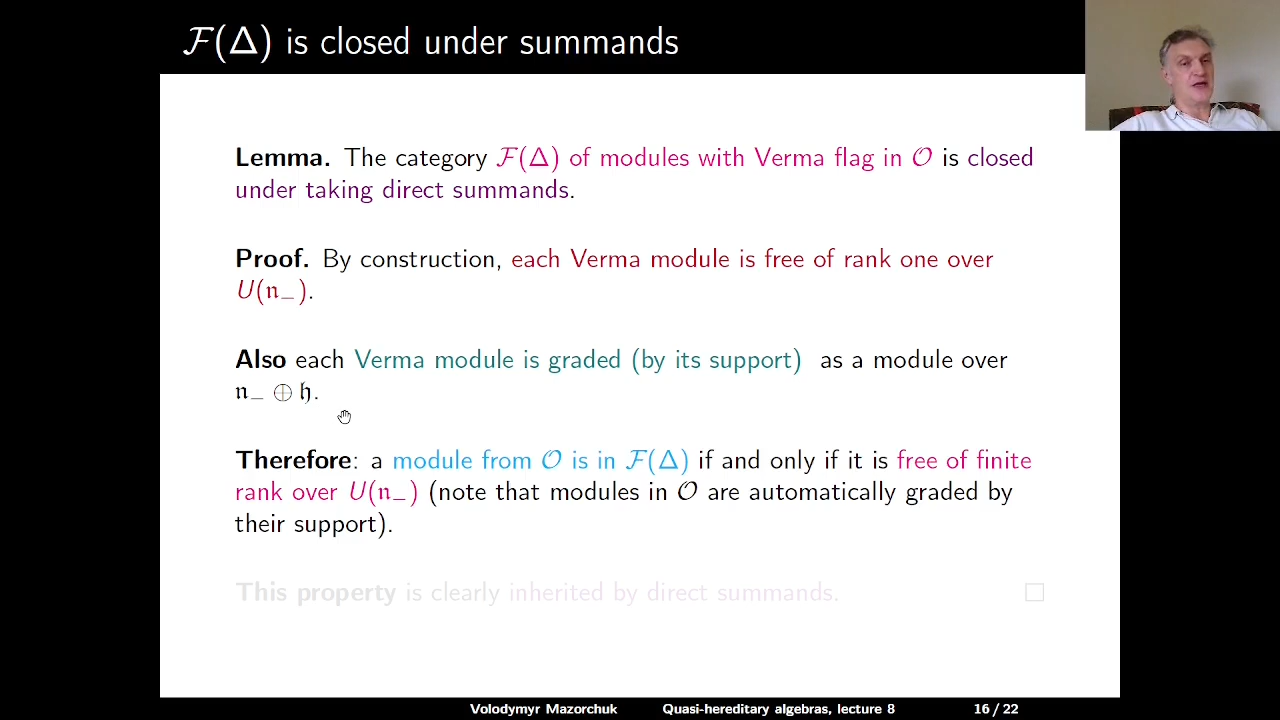 ℱ(Δ) is closed under summands
Lemma. The category ℱ(Δ) of modules with Verma flag in 𝒪 is closed
under taking direct summands.
Proof. By construction, each Verma module is free of rank one over
U(𝔫₋).
Also each Verma module is graded (by its support) as a module over
𝔫₋ ⊕ 𝔥.
Therefore: a module from 𝒪 is in ℱ(Δ) if and only if it is free of finite
rank over U(𝔫₋) (note that modules in 𝒪 are automatically graded by
their support).
This property is clearly inherited by direct summands. □
Volodymyr Mazorchuk Quasi-hereditary algebras, lecture 8 16 / 22